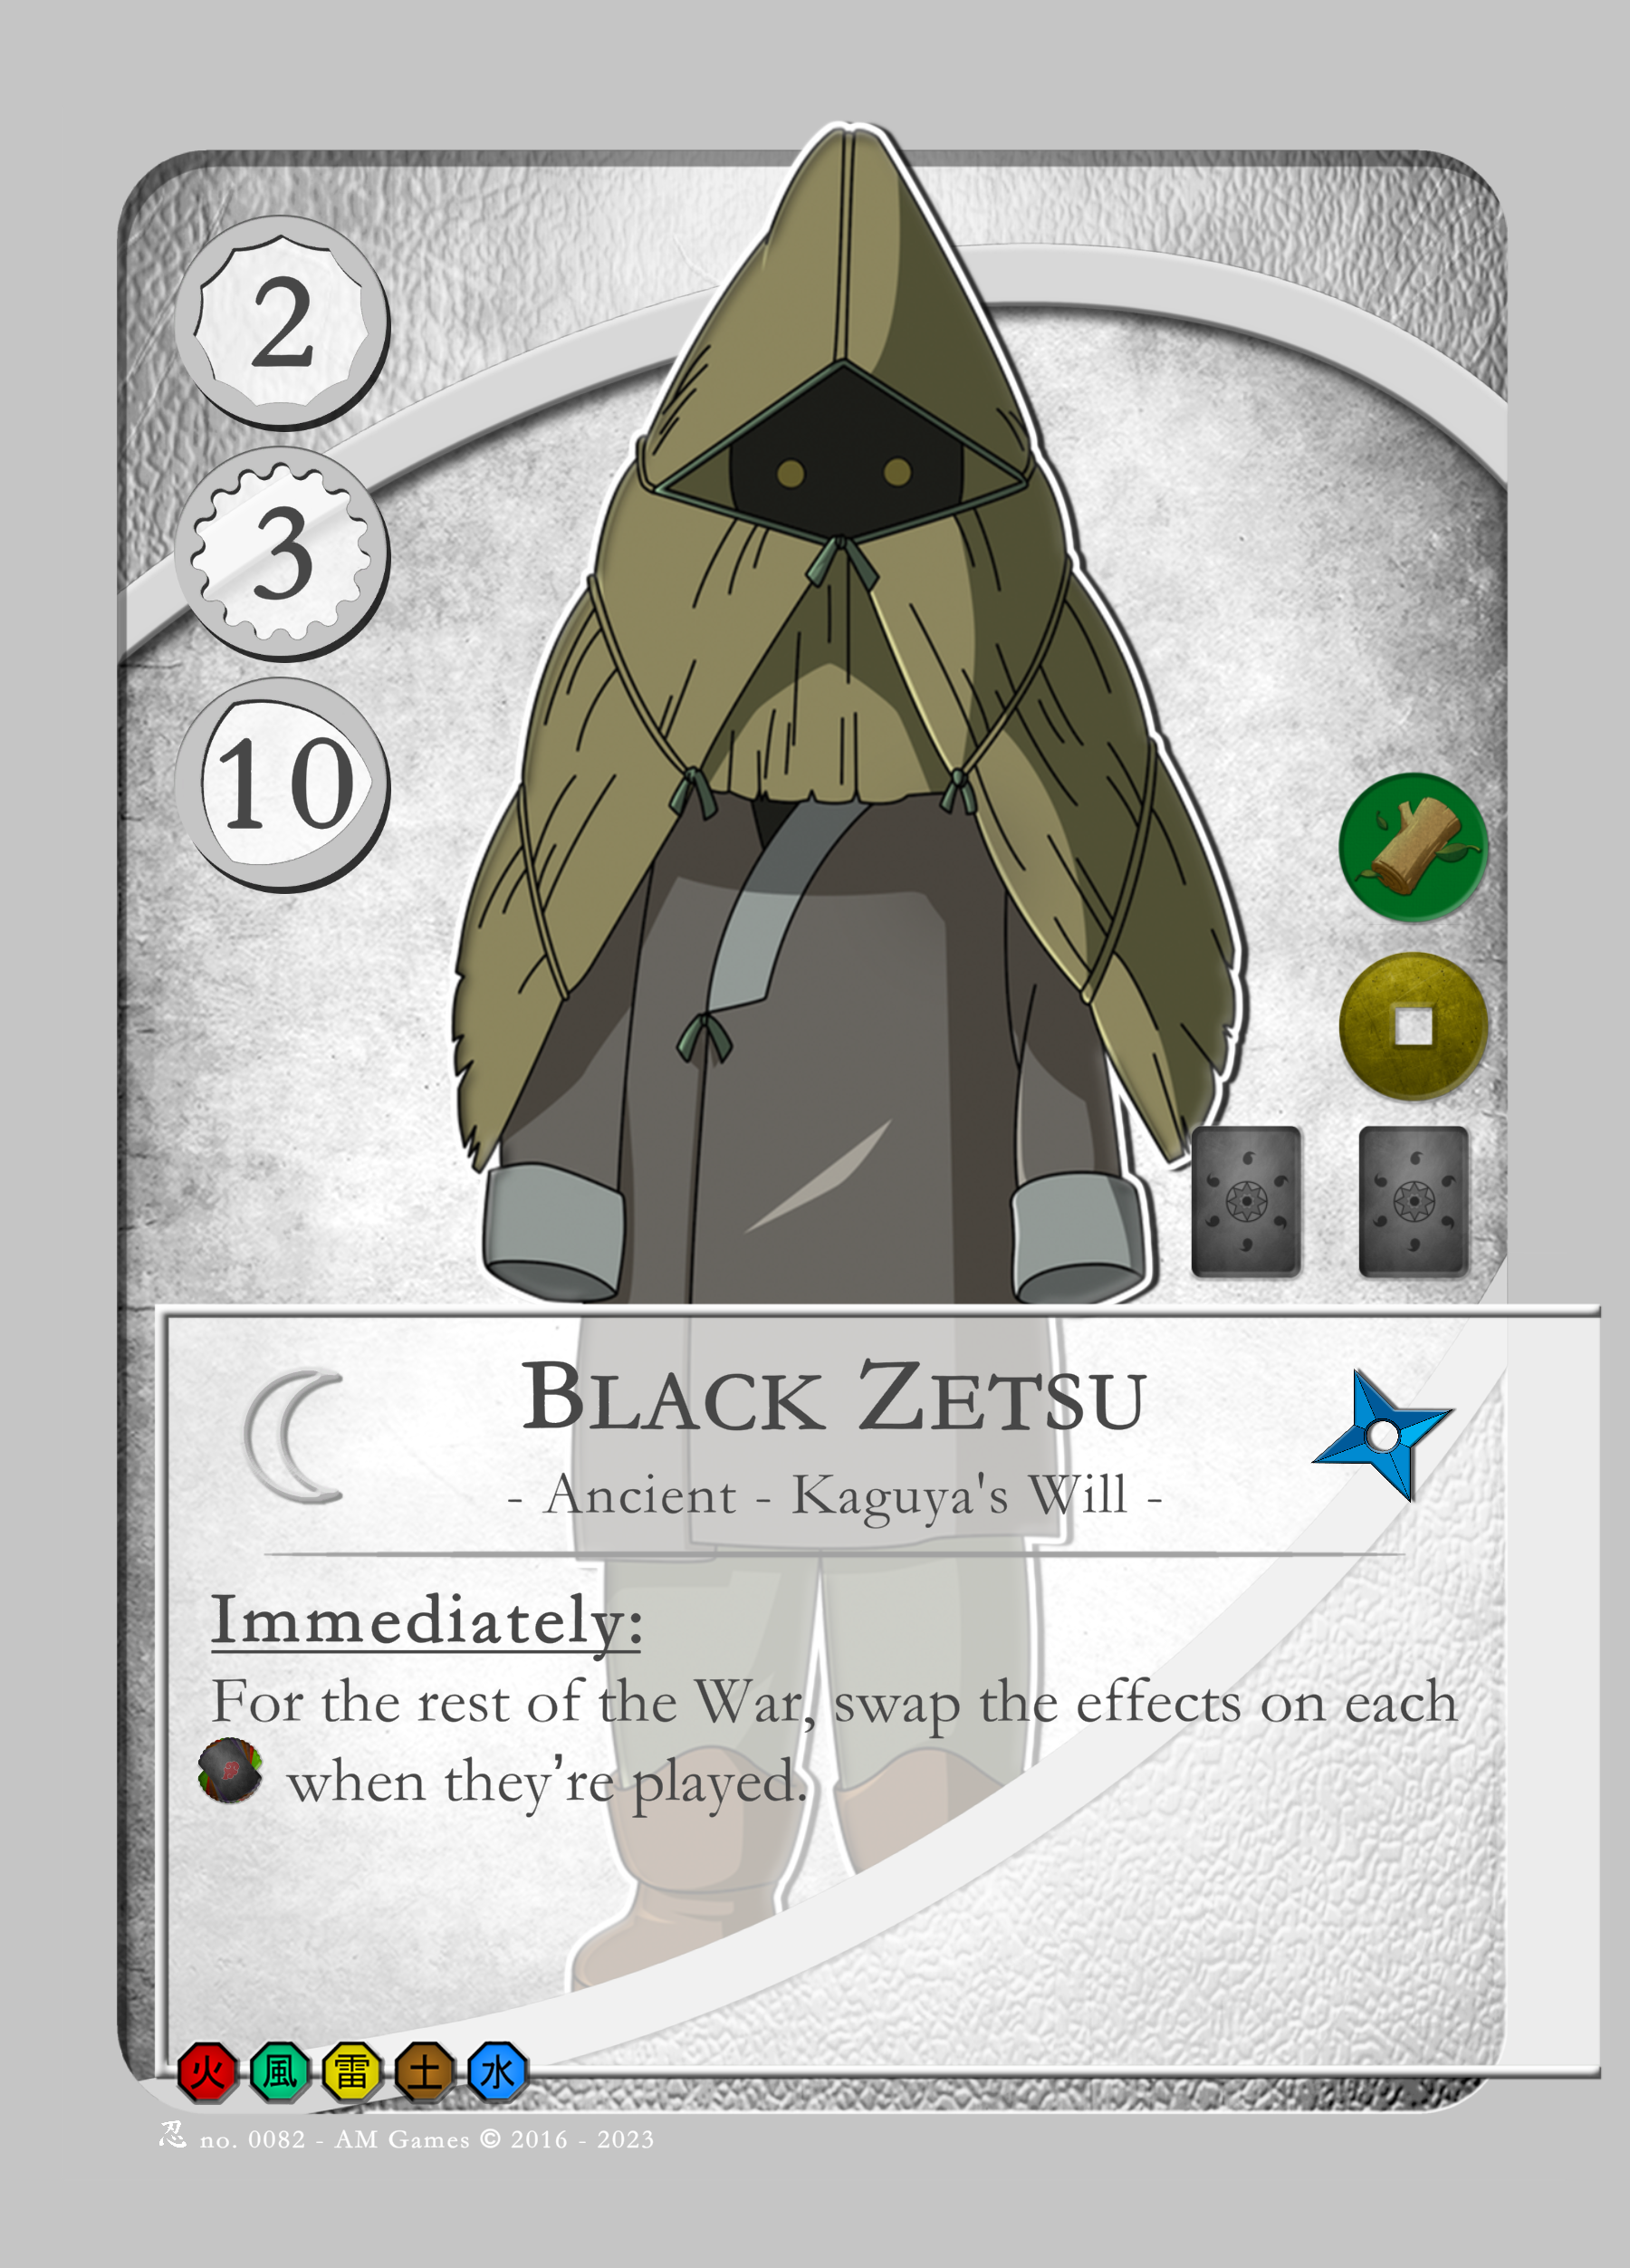 2
3
10
BLACK ZETSU
- Ancient - Kaguya's Will -
Immediately:
For the rest of the War, swap the effects on each
when they're played.
火 風 雷 土 水
忍 no. 0082 - AM Games © 2016 - 2023